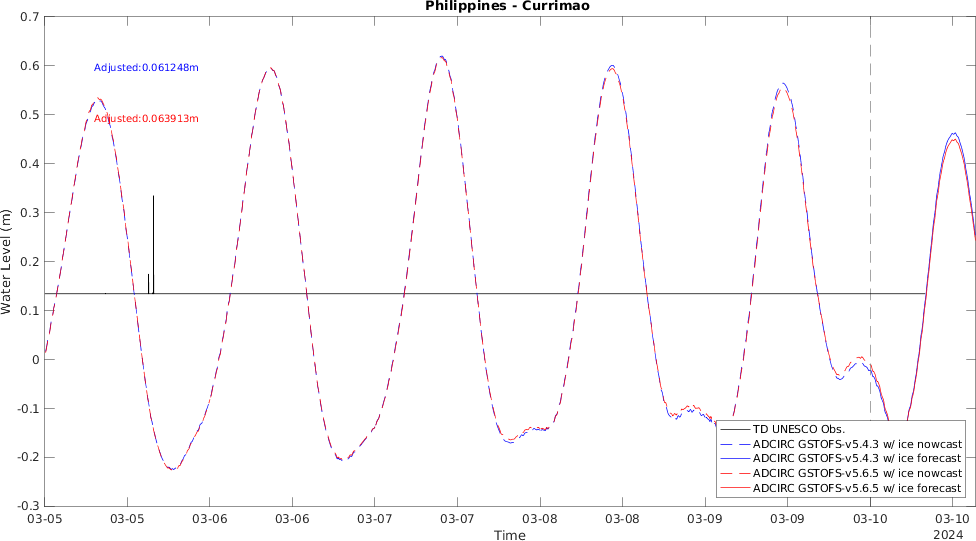 Philippines - Currimao
0.7
0.6
0.5
0.4
0.3
0.2
0.1
0
-0.1
-0.2
-0.3
Water Level (m)
Adjusted:0.061248m
Adjusted:0.063913m
TD UNESCO Obs.
ADCIRC GSTOFS-v5.4.3 w/ ice nowcast
ADCIRC GSTOFS-v5.4.3 w/ ice forecast
ADCIRC GSTOFS-v5.6.5 w/ ice nowcast
ADCIRC GSTOFS-v5.6.5 w/ ice forecast
03-05 03-05 03-06 03-06 03-07 03-07 03-08 03-08 03-09 03-09 03-10 03-10
2024
Time